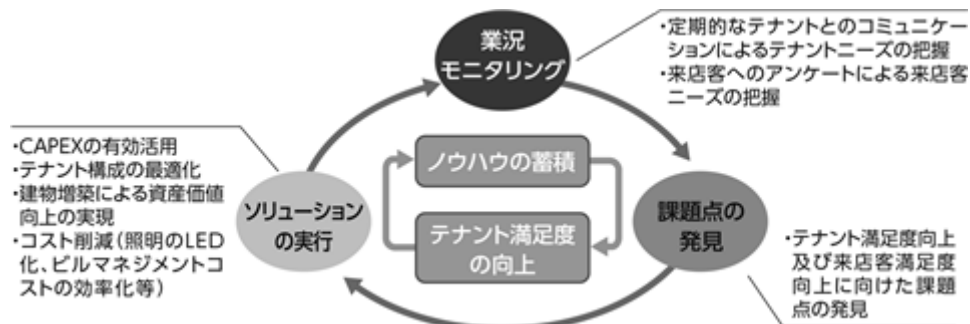 業況
モニタリング
・定期的なテナントとのコミュニケー
ションによるテナントニーズの把握
・来店客へのアンケートによる来店客
ニーズの把握
・CAPEXの有効活用
・テナント構成の最適化
・建物増築による資産価値
向上の実現
・コスト削減（照明のLED
化、ビルマネジメントコ
ストの効率化等）
ソリューション
の実行
ノウハウの蓄積
テナント満足度
の向上
課題点の
発見
・テナント満足度向上
及び来店客満足度
向上に向けた課題
点の発見